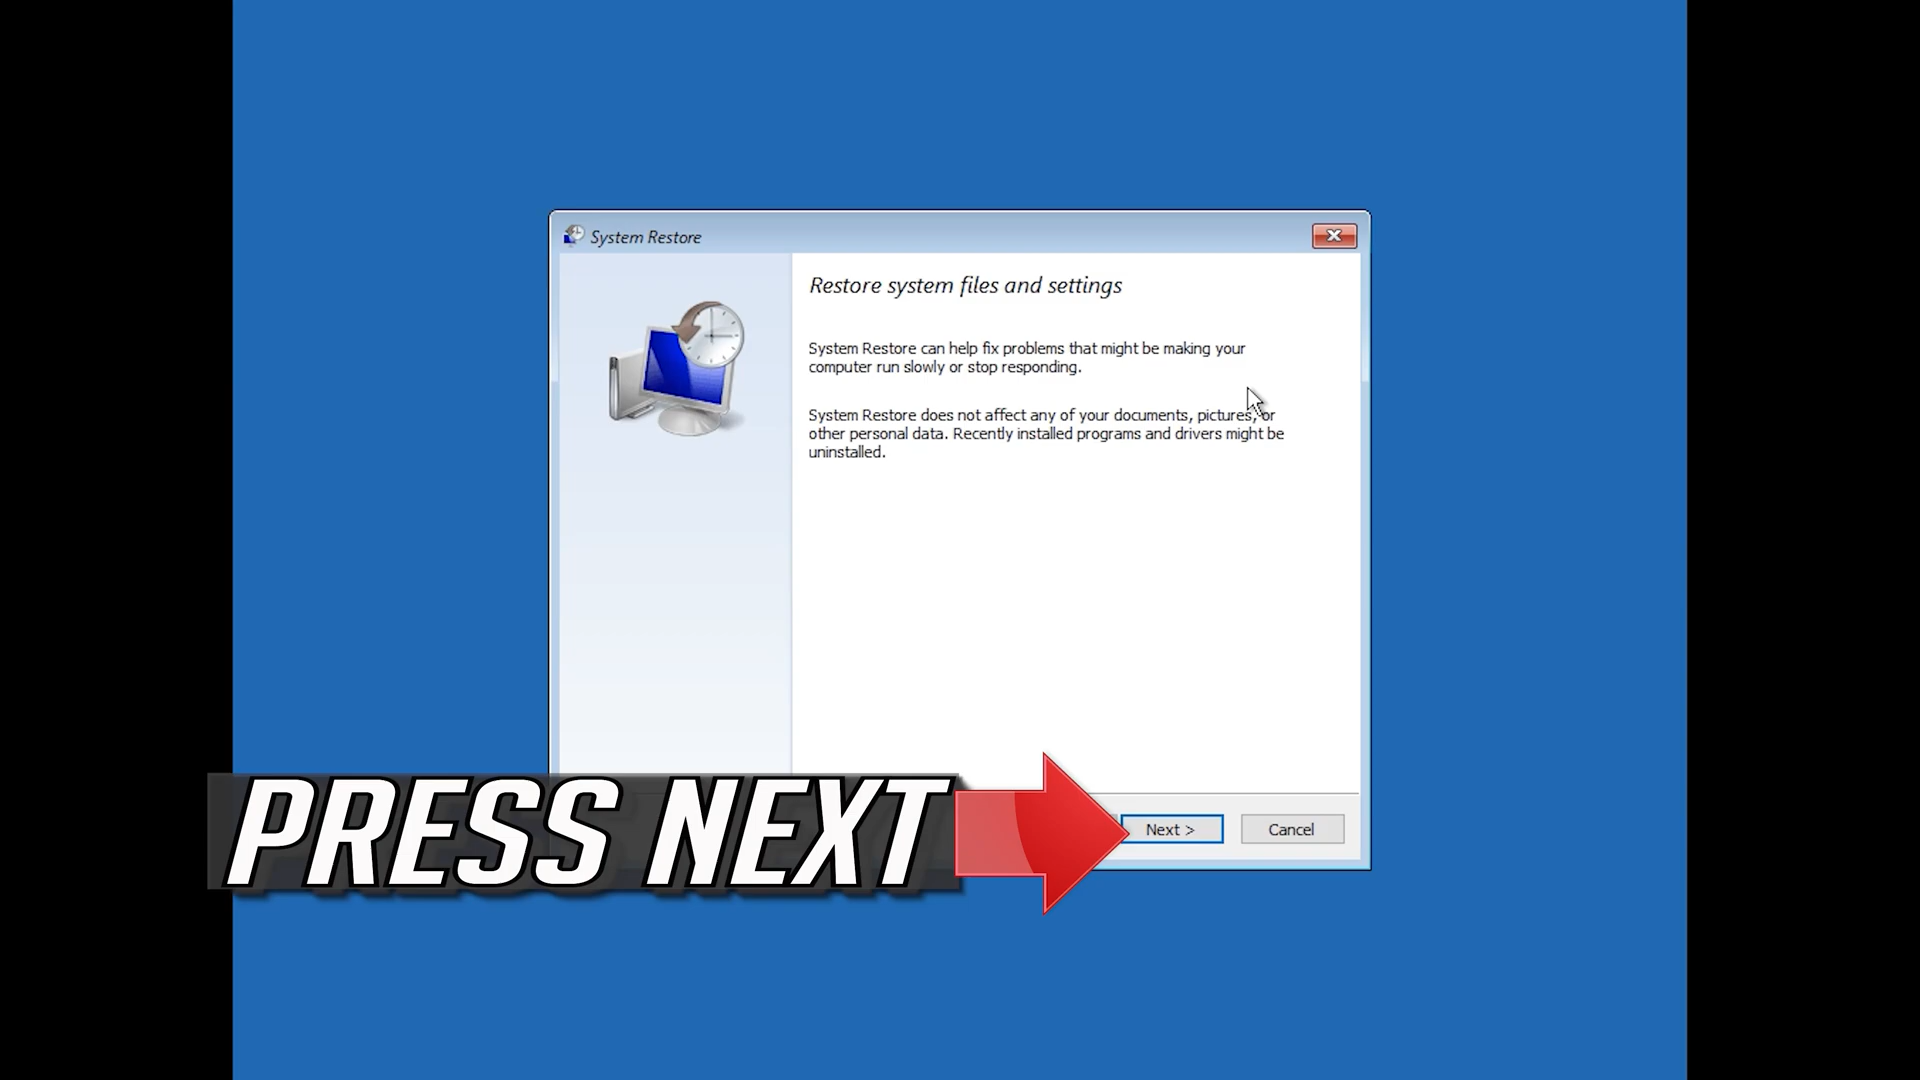 System Restore
Restore system files and settings
System Restore can help fix problems that might be making your
computer run slowly or stop responding.
System Restore does not affect any of your documents, pictures, or
other personal data. Recently installed programs and drivers might be
uninstalled.
PRESS NEXT
Next >
Cancel